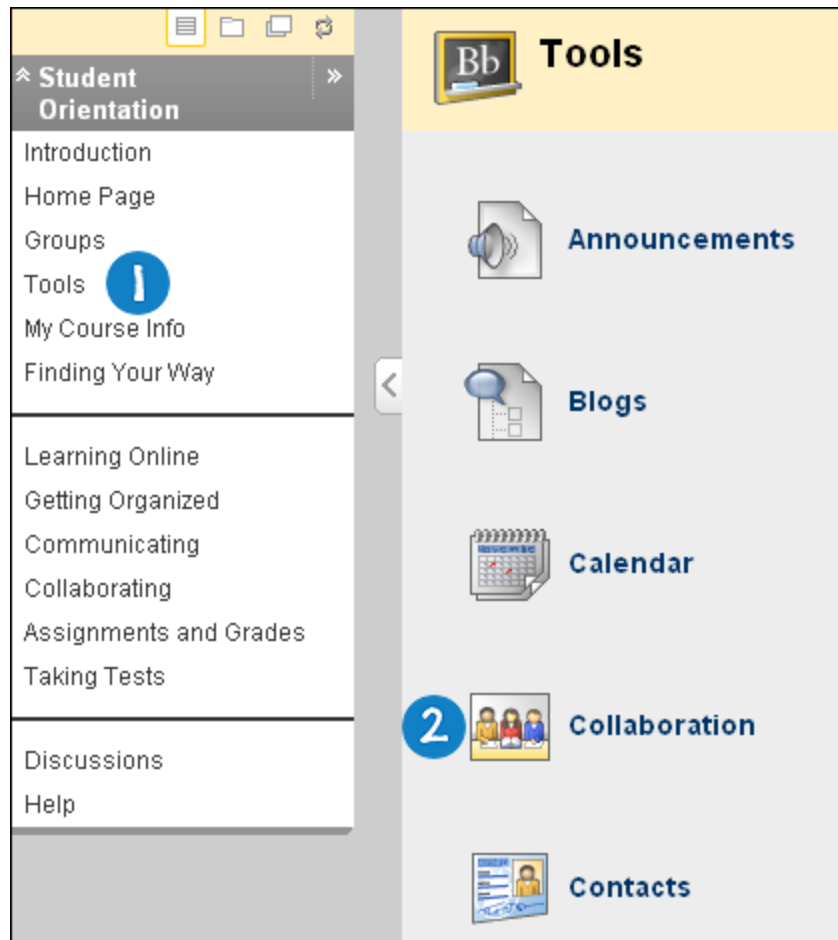 Student
Orientation
Introduction
Home Page
Groups
Tools
1
My Course Info
Finding Your Way
Learning Online
Getting Organized
Communicating
Collaborating
Assignments and Grades
Taking Tests
Discussions
Help
Bb
Tools
Announcements
Blogs
Calendar
2
Collaboration
Contacts